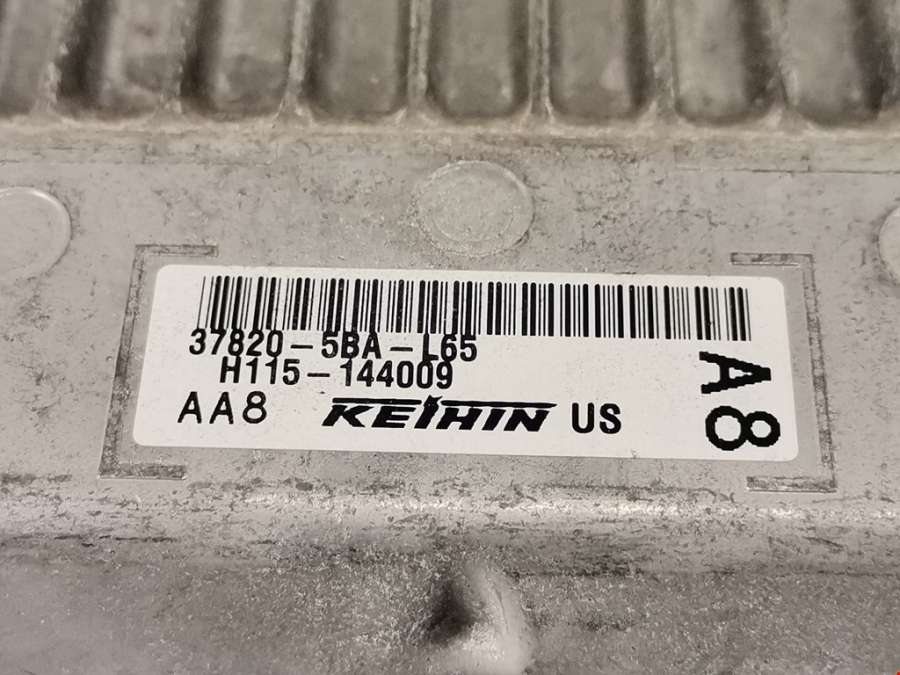 37820-5BA-L65
H115-144009
AA8 KEIHIN US
A8